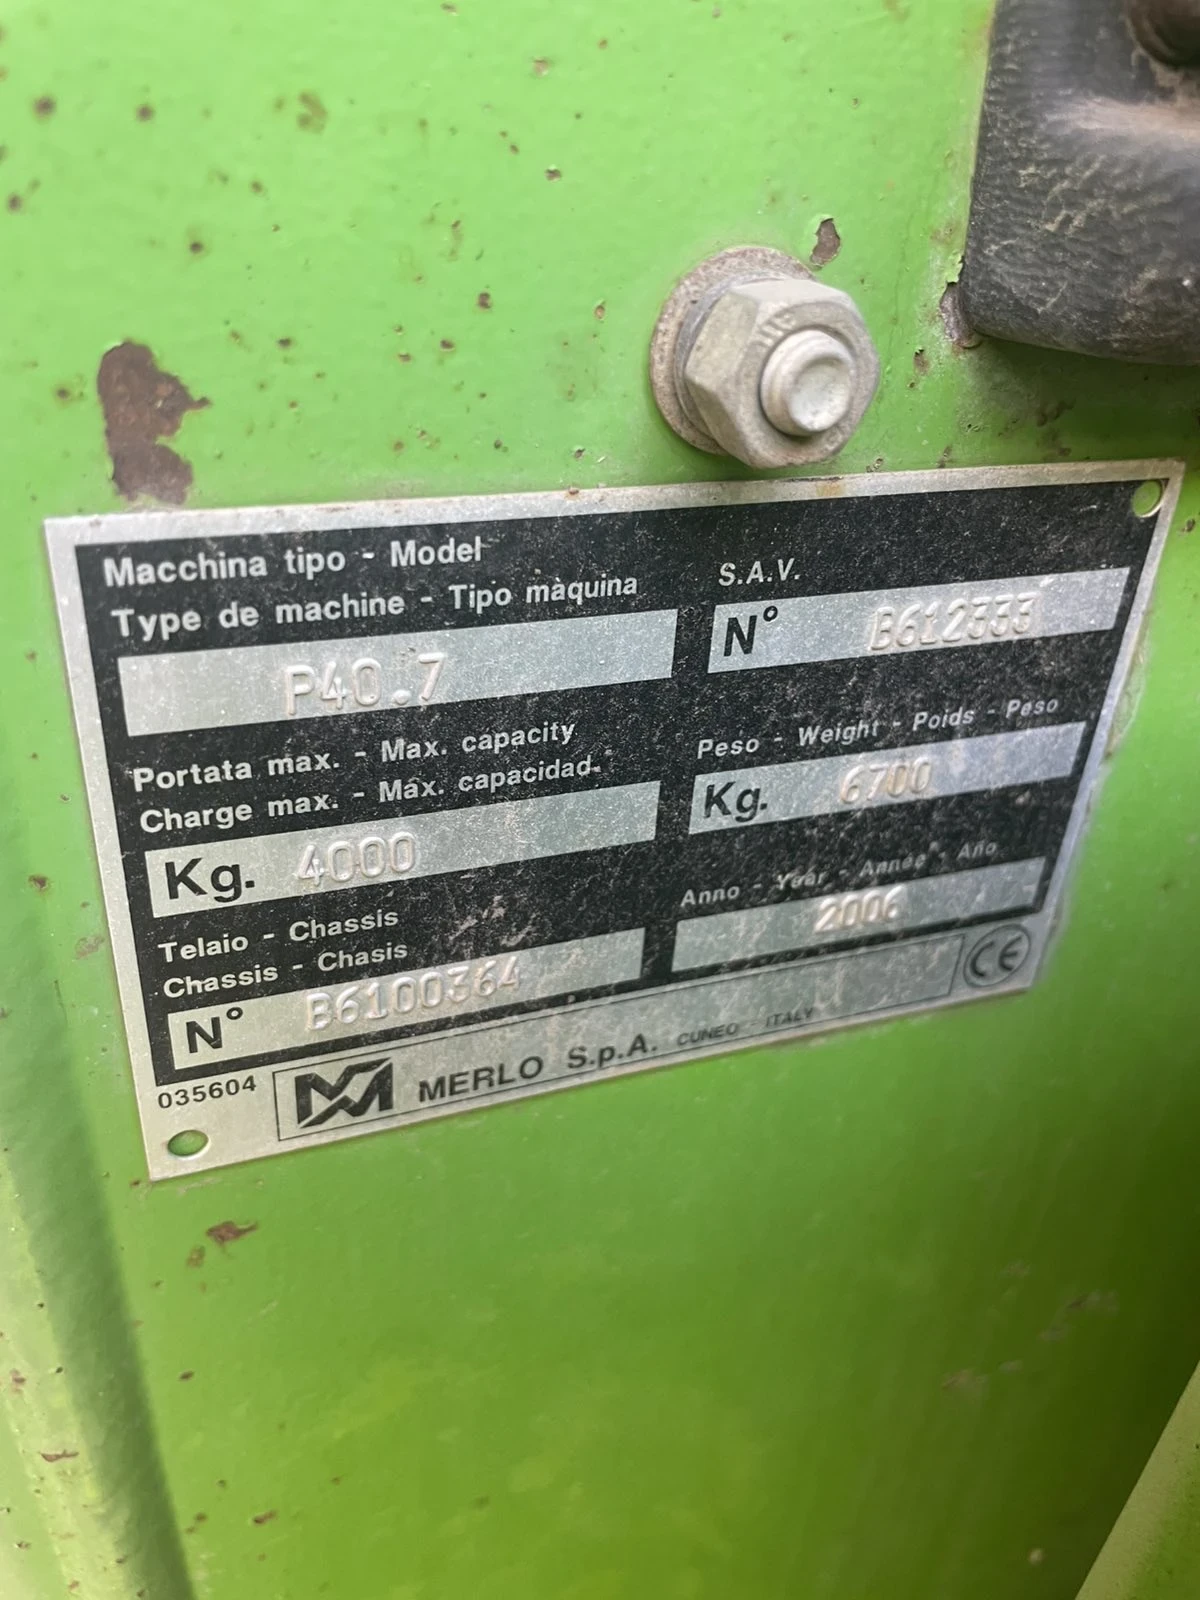 Macchina tipo - Model
Type de machine - Tipo màquina
P40.7
S.A.V.
N° B612333
Portata max. - Max. capacity
Charge max. - Máx. capacidad
Kg. 4000
Peso - Weight - Poids - Peso
Kg. 6700
Telaio - Chassis
Chassis - Chasis
N° B6100364
Anno - Year - Année - Año
2006
CE
035604
MERLO S.p.A. CUNEO - ITALY